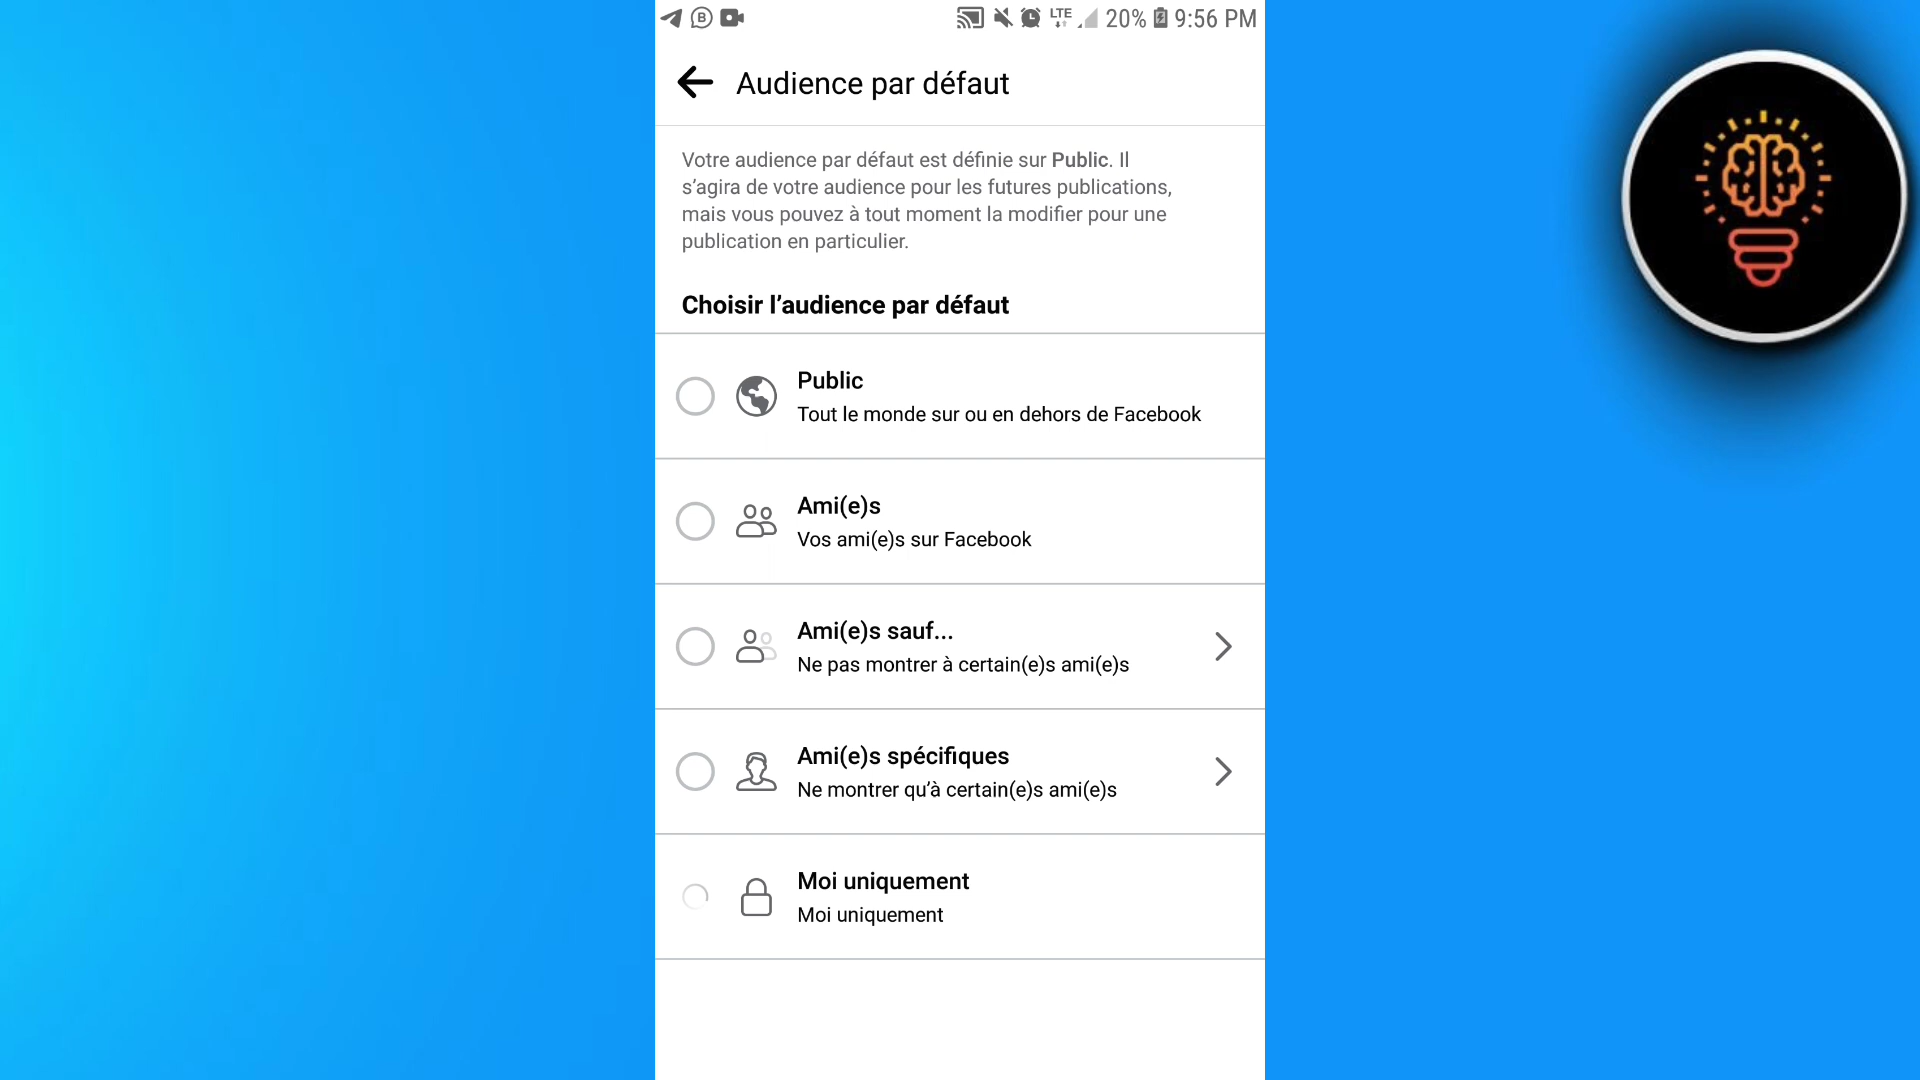 LTE 20% 9:56 PM
Audience par défaut
Votre audience par défaut est définie sur Public. Il
s’agira de votre audience pour les futures publications,
mais vous pouvez à tout moment la modifier pour une
publication en particulier.
Choisir l’audience par défaut
Public
Tout le monde sur ou en dehors de Facebook
Ami(e)s
Vos ami(e)s sur Facebook
Ami(e)s sauf...
Ne pas montrer à certain(e)s ami(e)s
Ami(e)s spécifiques
Ne montrer qu’à certain(e)s ami(e)s
Moi uniquement
Moi uniquement